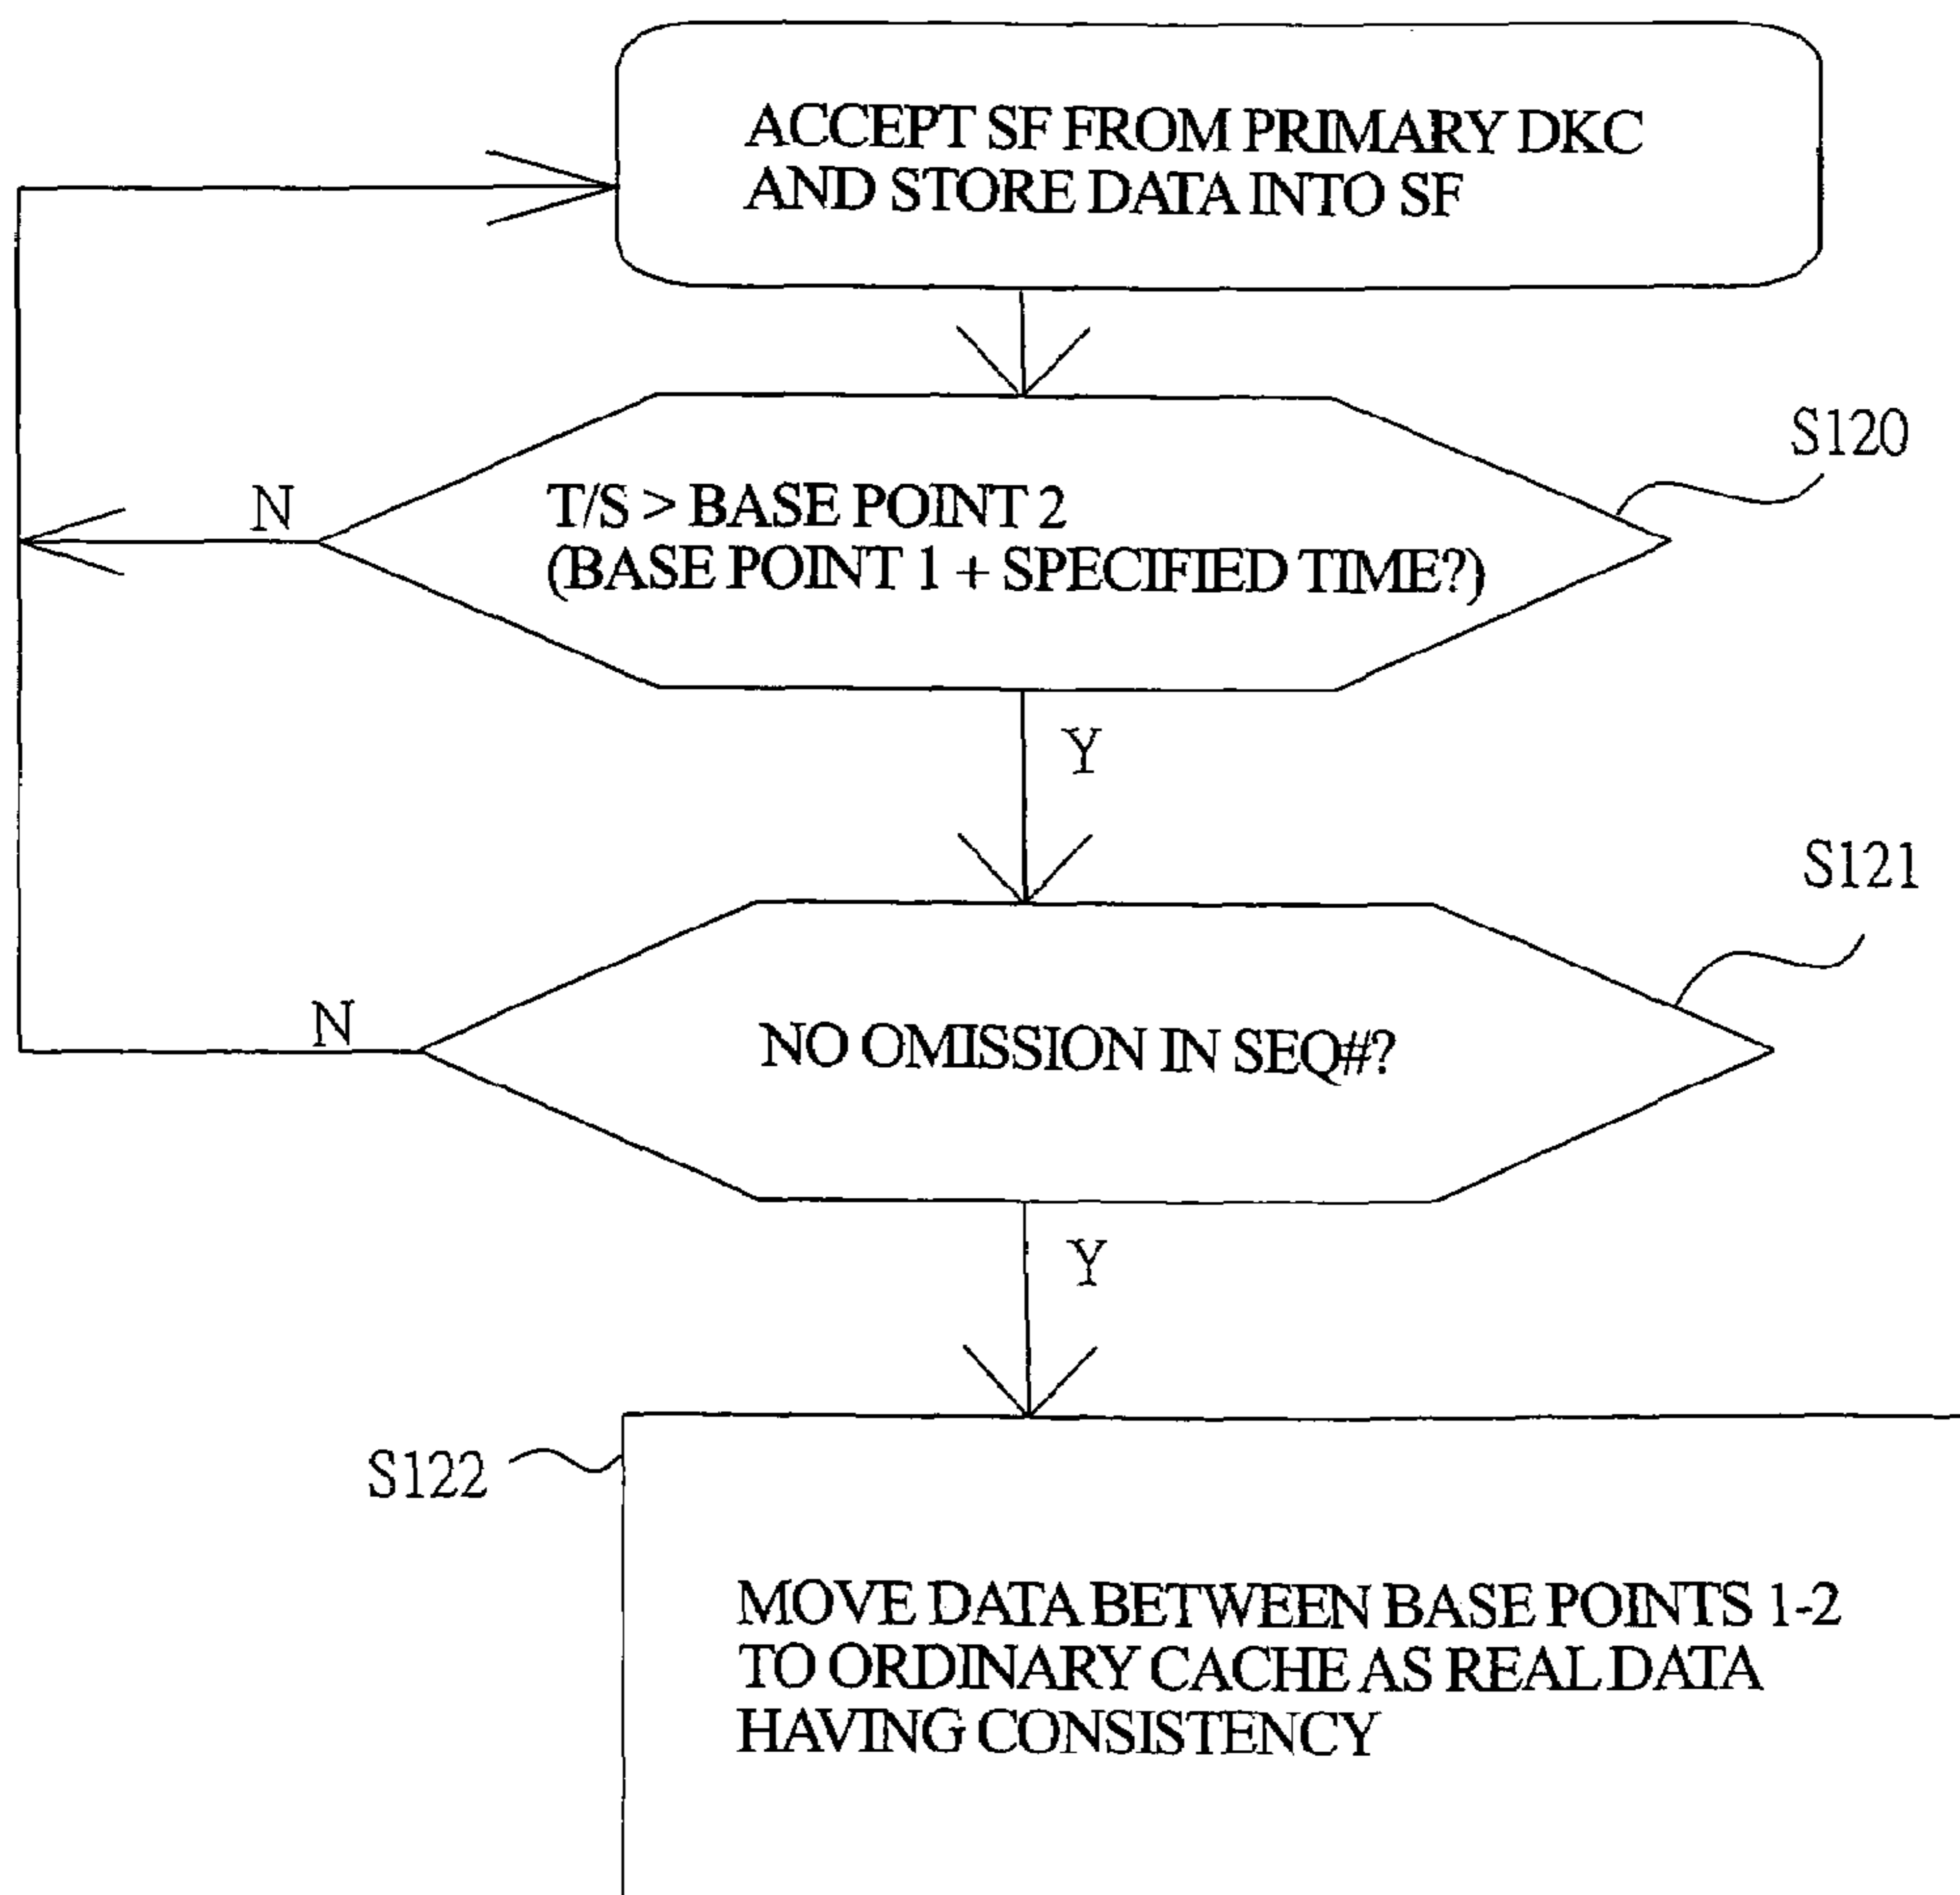 ACCEPT SF FROM PRIMARY DKC
AND STORE DATA INTO SF
S120
N
T/S > BASE POINT 2
(BASE POINT 1 + SPECIFIED TIME?)
Y
S121
N
NO OMISSION IN SEQ#?
Y
S122
MOVE DATA BETWEEN BASE POINTS 1-2
TO ORDINARY CACHE AS REAL DATA
HAVING CONSISTENCY